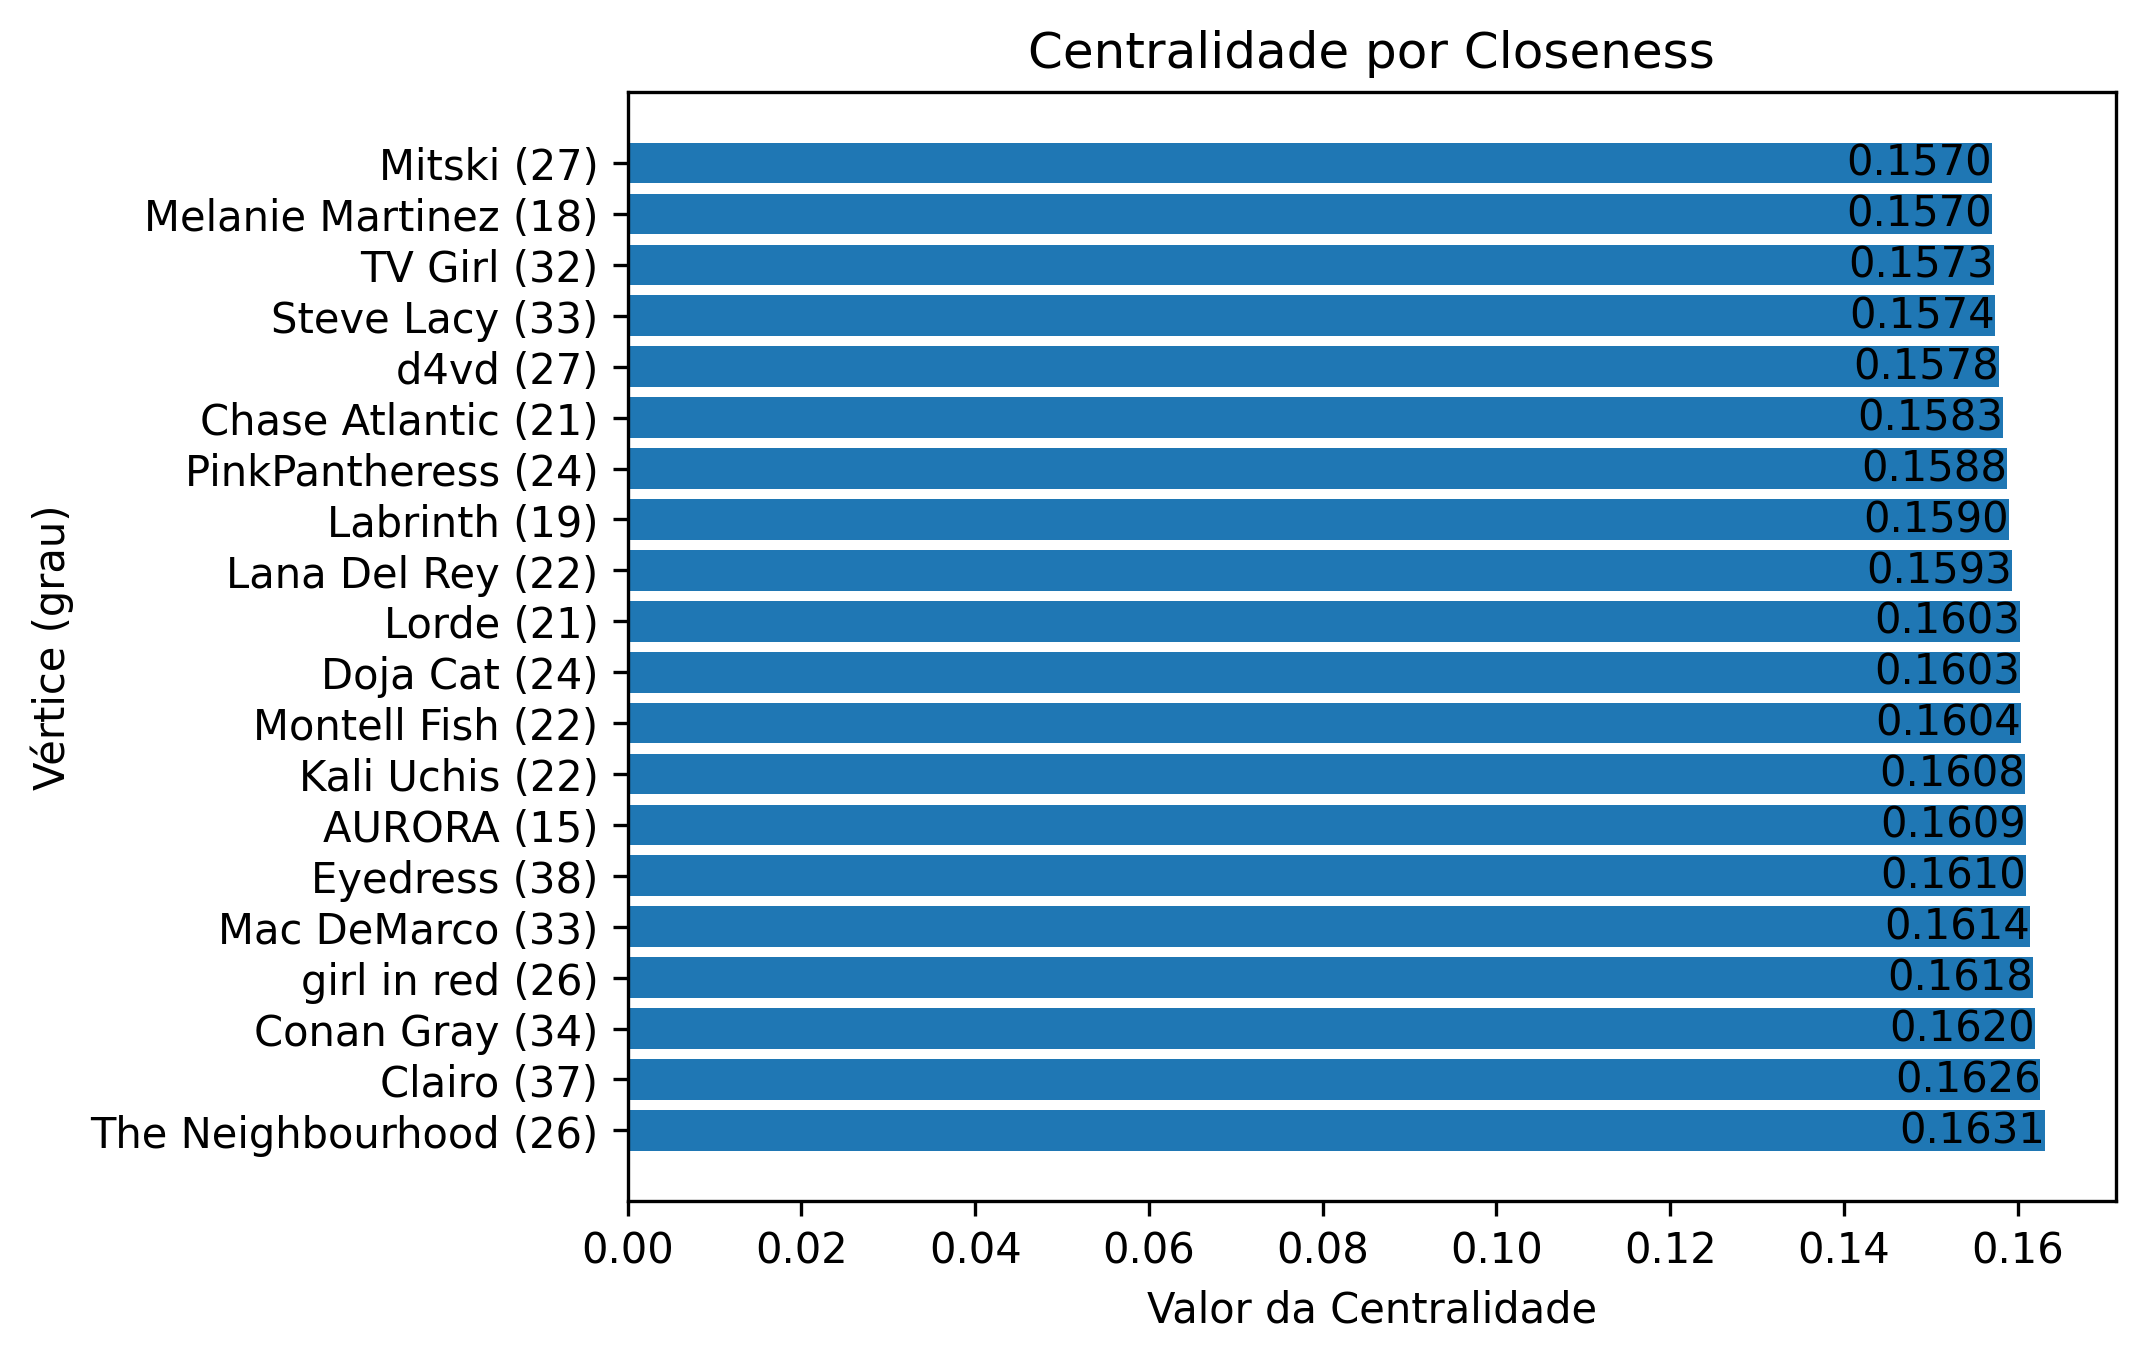 Centralidade por Closeness
Vértice (grau)
Mitski (27) 0.1570
Melanie Martinez (18) 0.1570
TV Girl (32) 0.1573
Steve Lacy (33) 0.1574
d4vd (27) 0.1578
Chase Atlantic (21) 0.1583
PinkPantheress (24) 0.1588
Labrinth (19) 0.1590
Lana Del Rey (22) 0.1593
Lorde (21) 0.1603
Doja Cat (24) 0.1603
Montell Fish (22) 0.1604
Kali Uchis (22) 0.1608
AURORA (15) 0.1609
Eyedress (38) 0.1610
Mac DeMarco (33) 0.1614
girl in red (26) 0.1618
Conan Gray (34) 0.1620
Clairo (37) 0.1626
The Neighbourhood (26) 0.1631
0.00 0.02 0.04 0.06 0.08 0.10 0.12 0.14 0.16
Valor da Centralidade